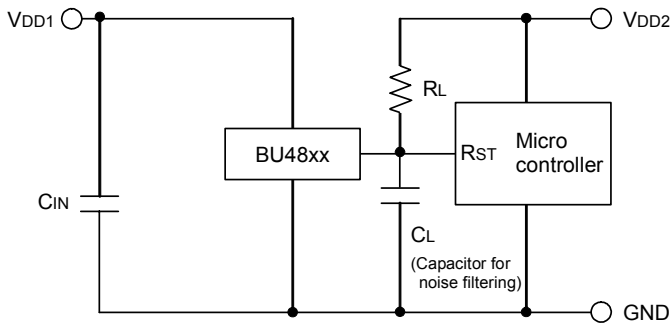 VDD1
VDD2
RL
BU48xx
RST
Micro
controller
CIN
CL
(Capacitor for
noise filtering)
GND